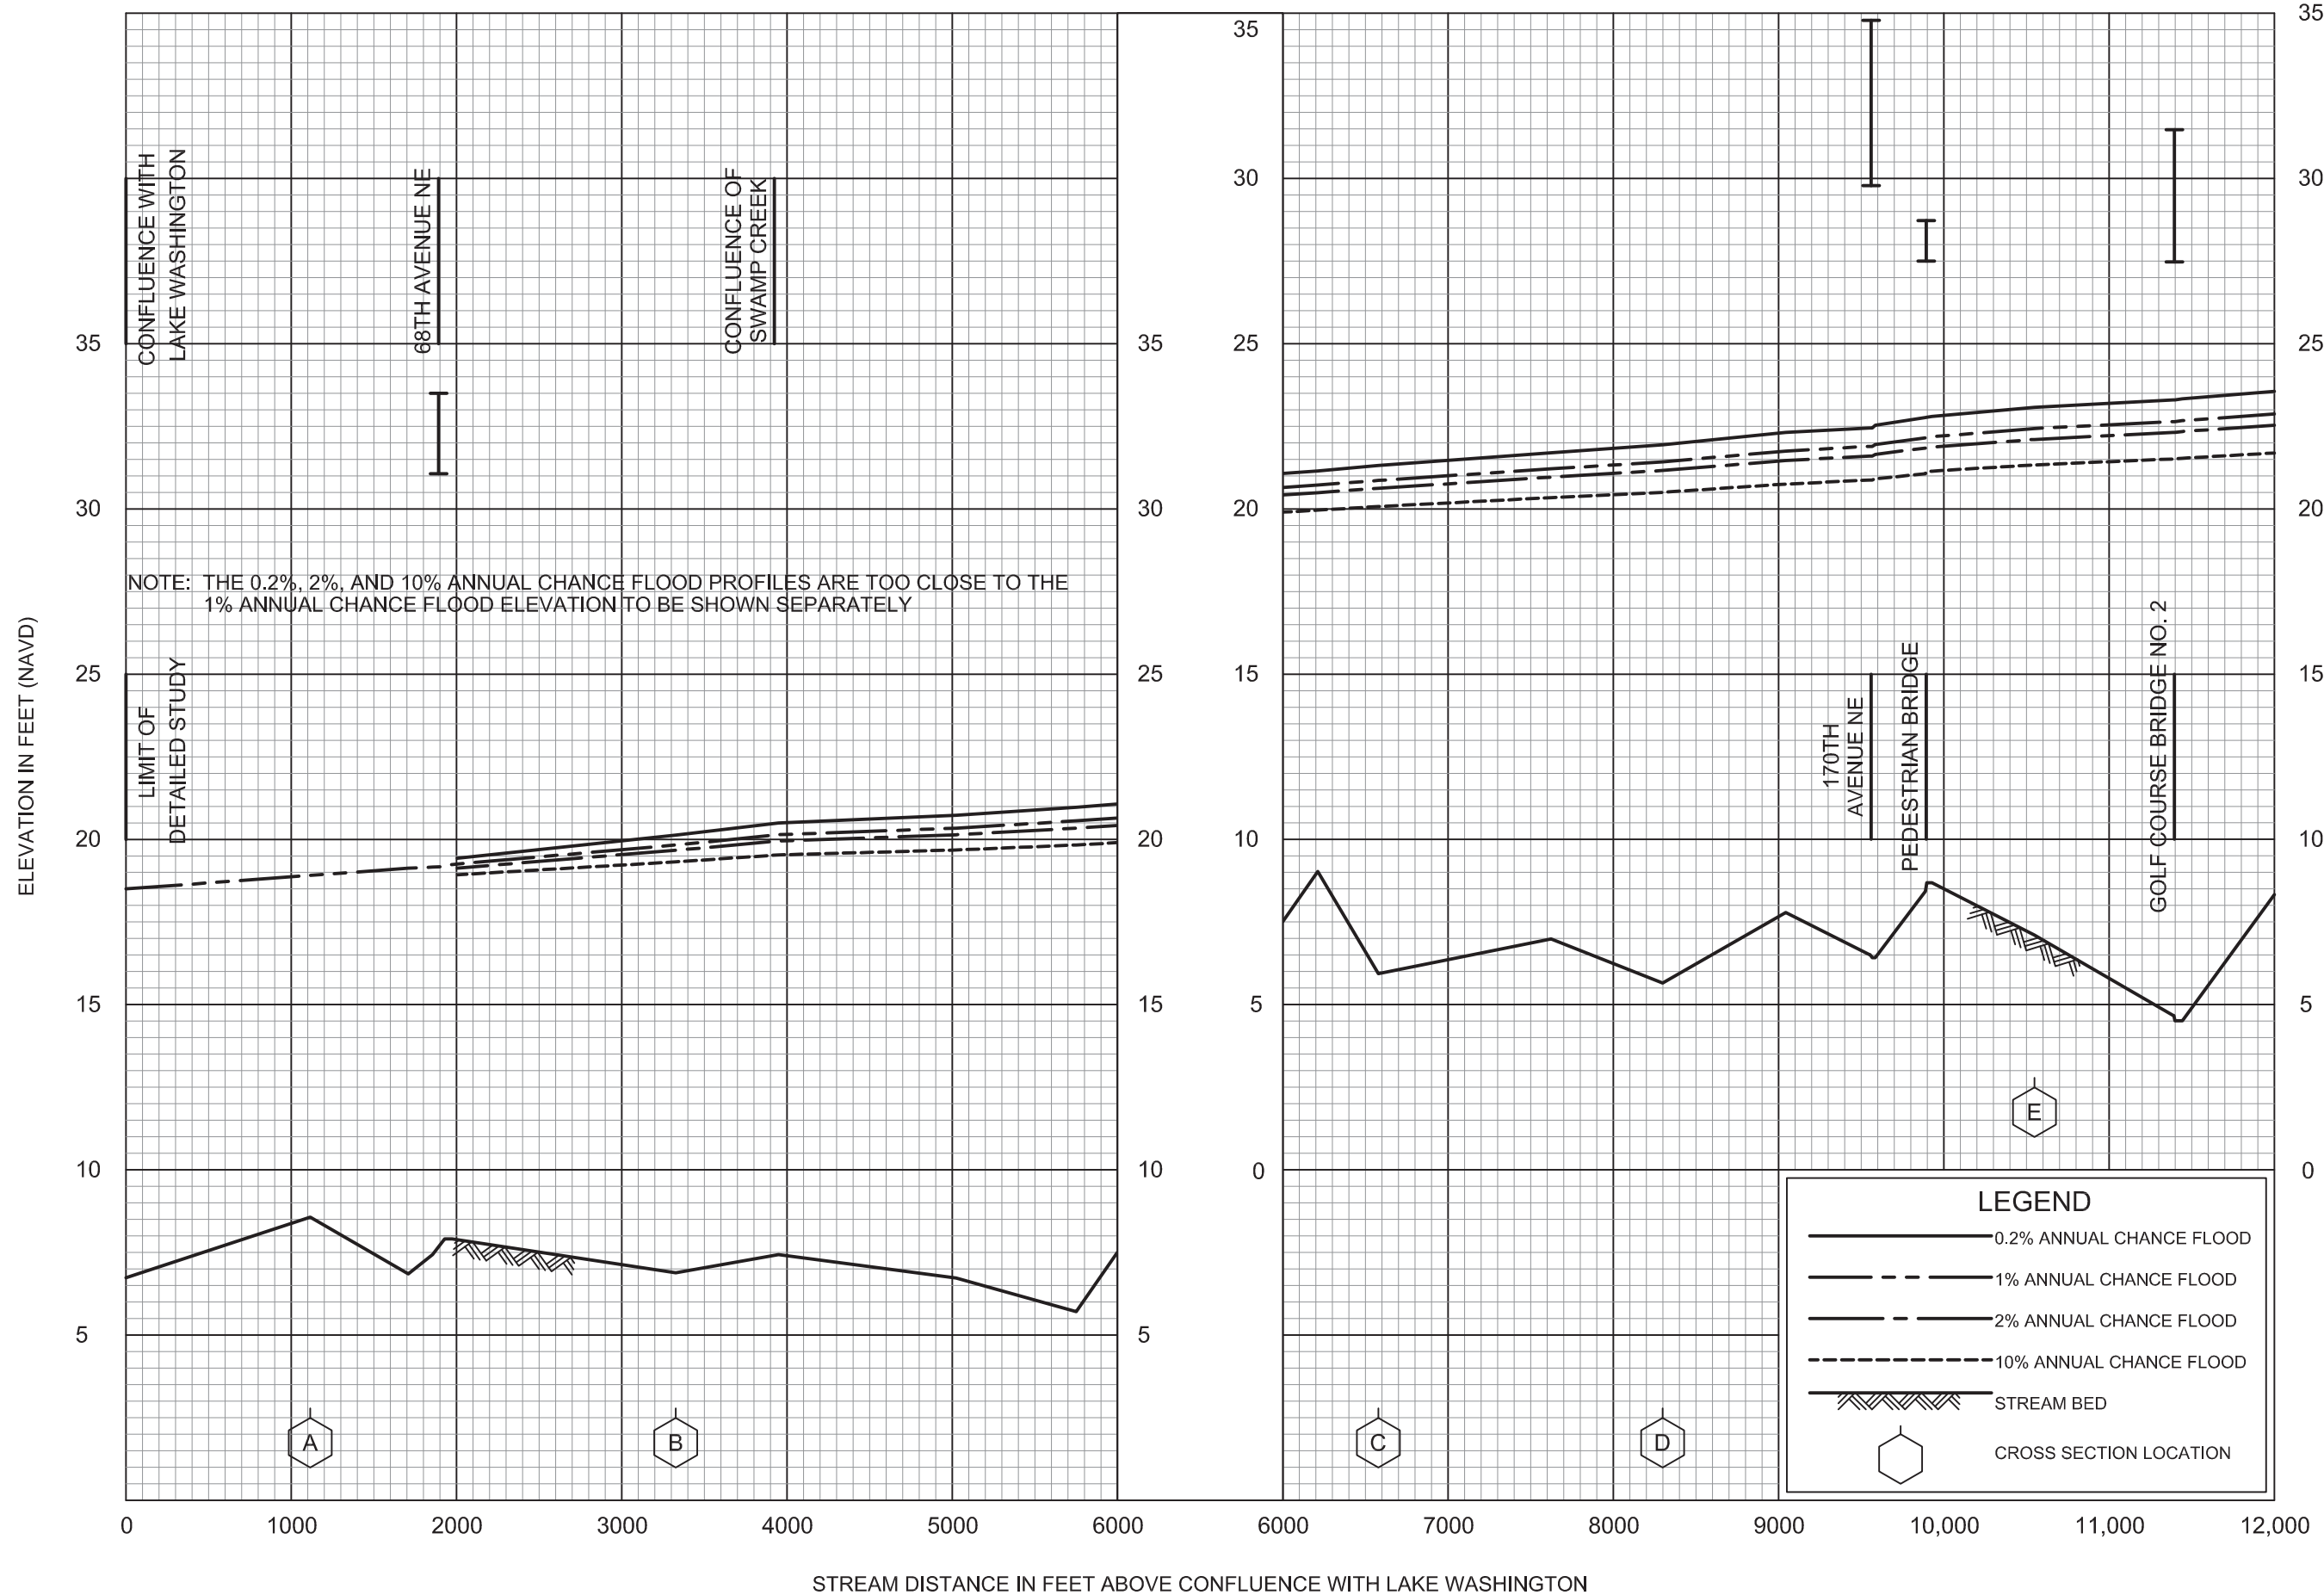 CONFLUENCE WITH
LAKE WASHINGTON
68TH AVENUE NE
CONFLUENCE OF
SWAMP CREEK
35
30
25
20
15
10
5
ELEVATION IN FEET (NAVD)
NOTE: THE 0.2%, 2%, AND 10% ANNUAL CHANCE FLOOD PROFILES ARE TOO CLOSE TO THE
1% ANNUAL CHANCE FLOOD ELEVATION TO BE SHOWN SEPARATELY
LIMIT OF
DETAILED STUDY
A
B
35
30
25
20
15
10
5
35
30
25
20
15
10
5
0
170TH
AVENUE NE
PEDESTRIAN BRIDGE
GOLF COURSE BRIDGE NO. 2
C
D
E
35
30
25
20
15
10
5
0
LEGEND
0.2% ANNUAL CHANCE FLOOD
1% ANNUAL CHANCE FLOOD
2% ANNUAL CHANCE FLOOD
10% ANNUAL CHANCE FLOOD
STREAM BED
CROSS SECTION LOCATION
0 1000 2000 3000 4000 5000 6000 6000 7000 8000 9000 10,000 11,000 12,000
STREAM DISTANCE IN FEET ABOVE CONFLUENCE WITH LAKE WASHINGTON